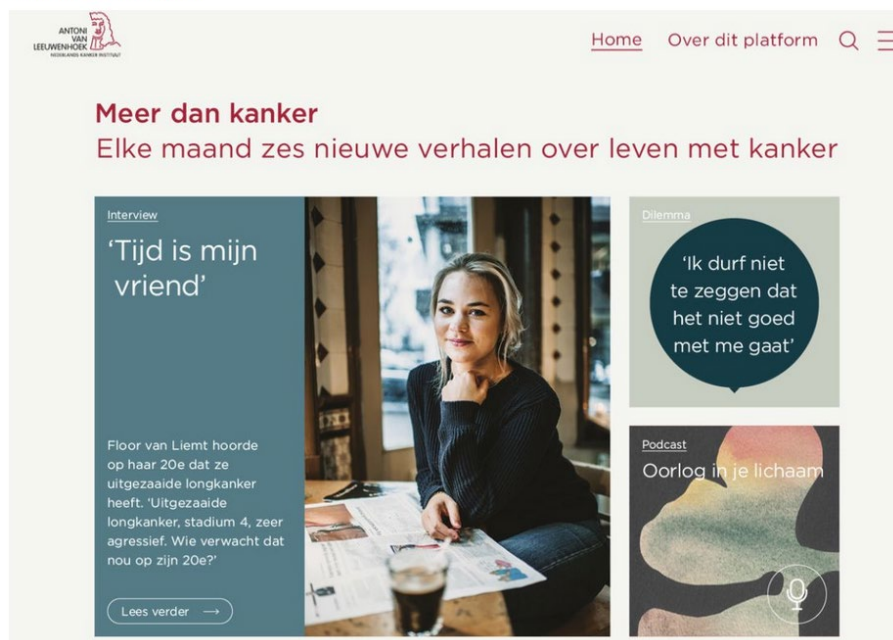 ANTONI
VAN
LEEUWENHOEK
NEDERLANDS KANKER INSTITUUT
Home
Over dit platform
Meer dan kanker
Elke maand zes nieuwe verhalen over leven met kanker
Interview
‘Tijd is mijn
vriend’
Floor van Liemt hoorde
op haar 20e dat ze
uitgezaaide longkanker
heeft. ‘Uitgezaaide
longkanker, stadium 4, zeer
agressief. Wie verwacht dat
nou op zijn 20e?’
Lees verder →
Dilemma
‘Ik durf niet
te zeggen dat
het niet goed
met me gaat’
Podcast
Oorlog in je lichaam